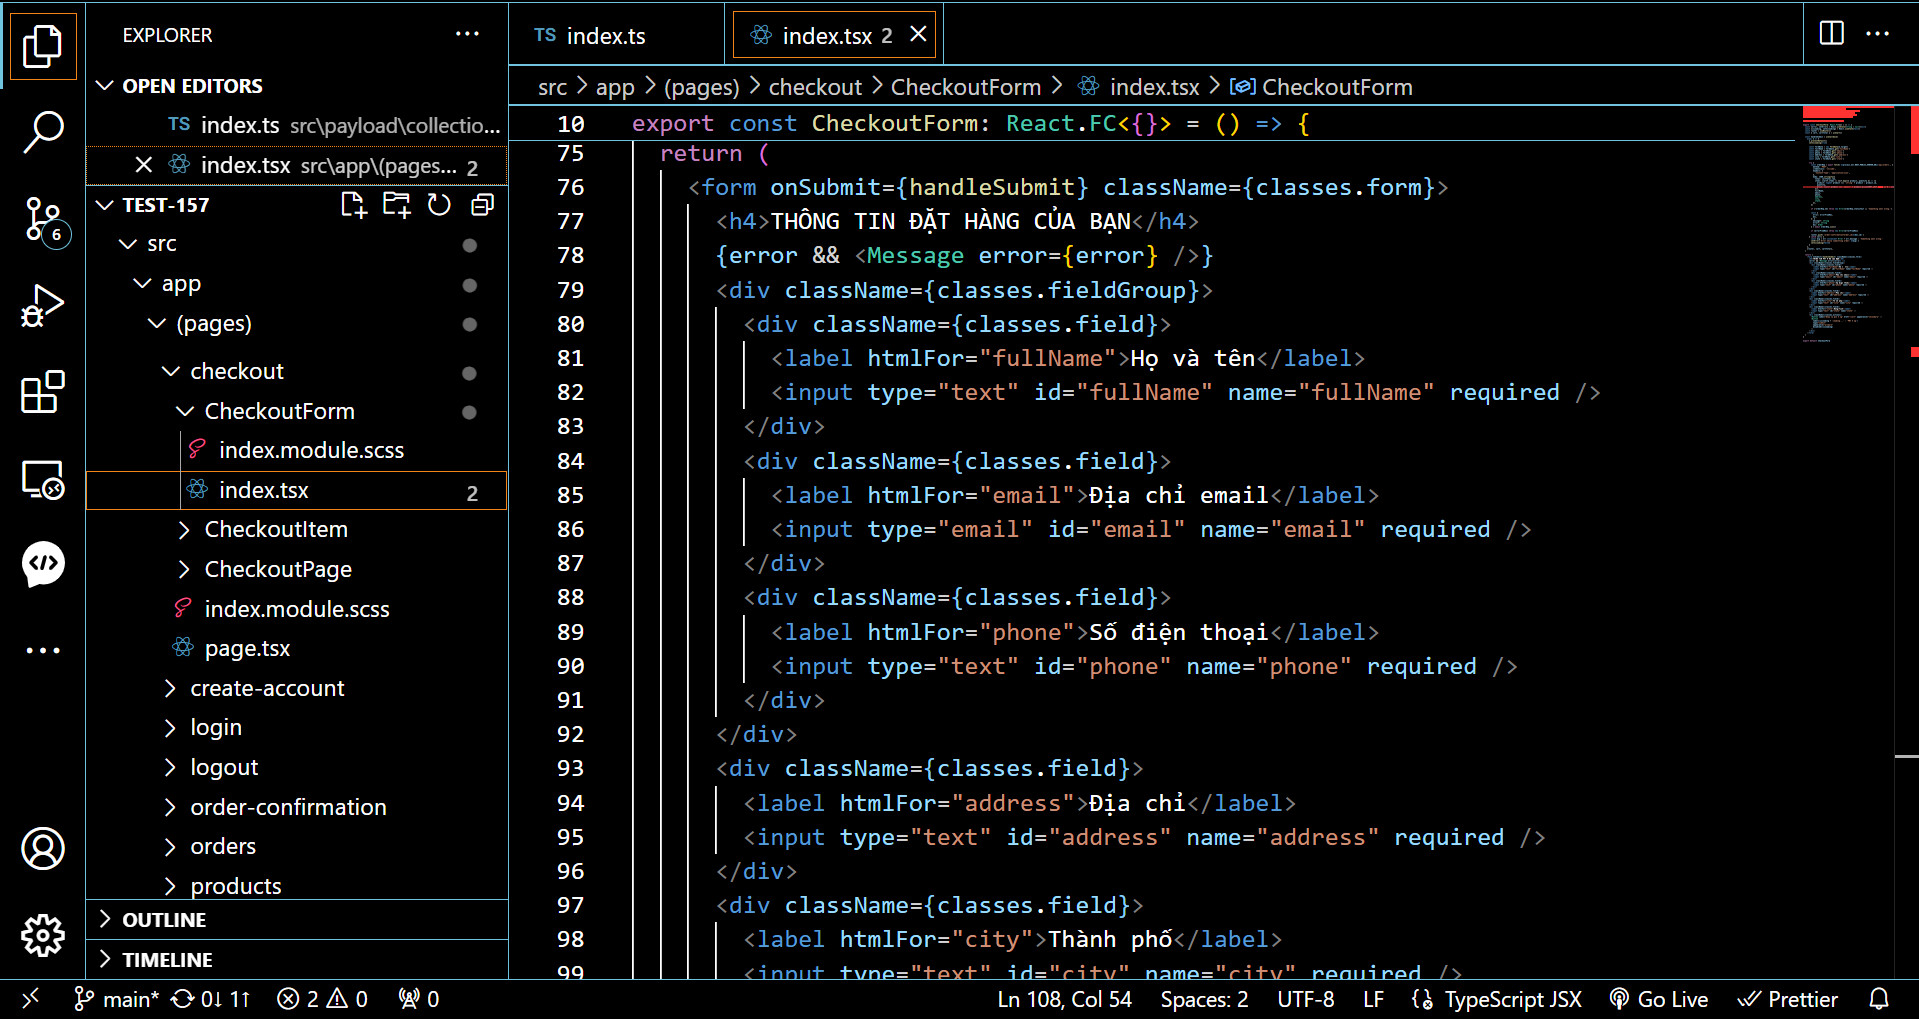 EXPLORER
OPEN EDITORS
TS index.ts src\payload\collectio...
index.tsx src\app\(pages... 2
TEST-157
src
app
(pages)
checkout
CheckoutForm
index.module.scss
index.tsx 2
CheckoutItem
CheckoutPage
index.module.scss
page.tsx
create-account
login
logout
order-confirmation
orders
products
OUTLINE
TIMELINE
6
TS index.ts
index.tsx 2
src > app > (pages) > checkout > CheckoutForm > index.tsx > CheckoutForm
10 export const CheckoutForm: React.FC<{}> = () => {
75 return (
76 <form onSubmit={handleSubmit} className={classes.form}>
77 <h4>THÔNG TIN ĐẶT HÀNG CỦA BẠN</h4>
78 {error && <Message error={error} />}
79 <div className={classes.fieldGroup}>
80 <div className={classes.field}>
81 <label htmlFor="fullName">Họ và tên</label>
82 <input type="text" id="fullName" name="fullName" required />
83 </div>
84 <div className={classes.field}>
85 <label htmlFor="email">Địa chỉ email</label>
86 <input type="email" id="email" name="email" required />
87 </div>
88 <div className={classes.field}>
89 <label htmlFor="phone">Số điện thoại</label>
90 <input type="text" id="phone" name="phone" required />
91 </div>
92 </div>
93 <div className={classes.field}>
94 <label htmlFor="address">Địa chỉ</label>
95 <input type="text" id="address" name="address" required />
96 </div>
97 <div className={classes.field}>
98 <label htmlFor="city">Thành phố</label>
99 <input type="text" id="city" name="city" required />
main* 0↓ 1↑ 2 0 0
Ln 108, Col 54 Spaces: 2 UTF-8 LF TypeScript JSX Go Live Prettier